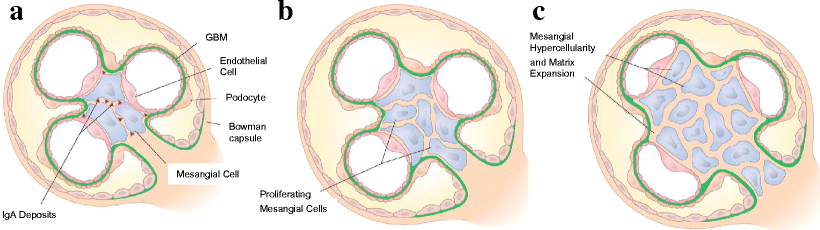 a
GBM
Endothelial
Cell
Podocyte
Bowman
capsule
Mesangial Cell
IgA Deposits
b
Proliferating
Mesangial Cells
c
Mesangial
Hypercellularity
and Matrix
Expansion